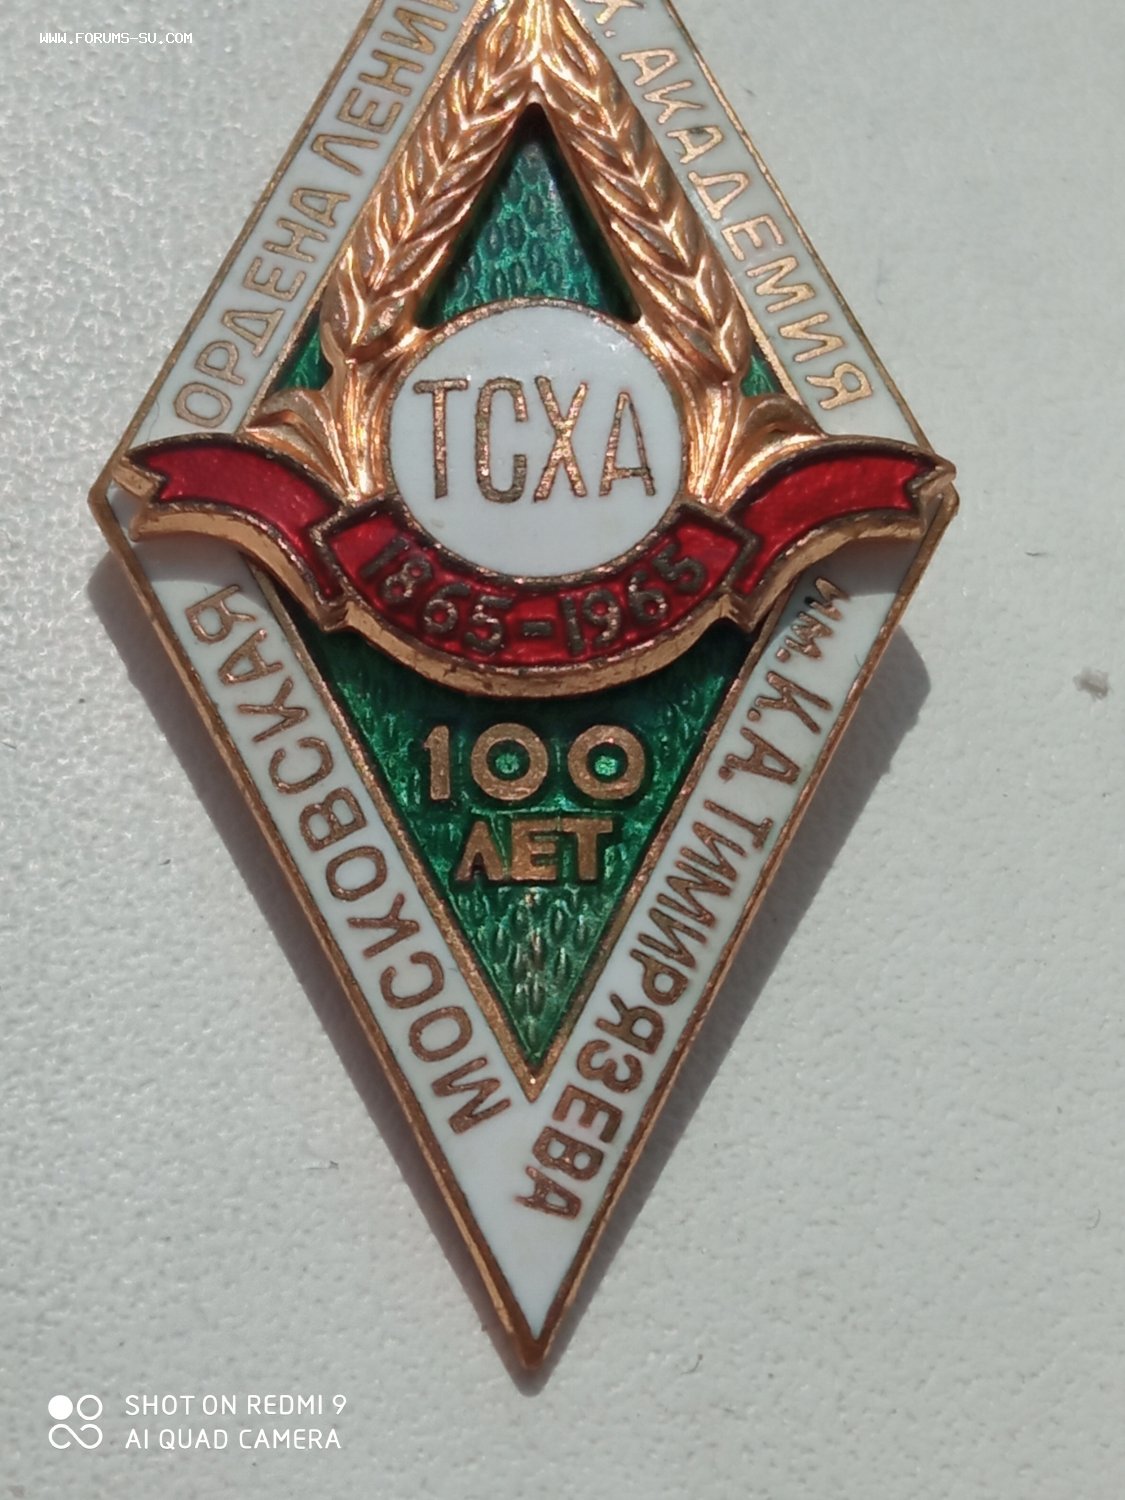 WWW.FORUMS-SU.COM
МОСКОВСКАЯ
ОРДЕНА ЛЕНИ
Х. АКАДЕМИЯ
ИМ. К.А. ТИМИРЯЗЕВА
ТСХА
1865-1965
100
ЛЕТ
SHOT ON REDMI 9
AI QUAD CAMERA